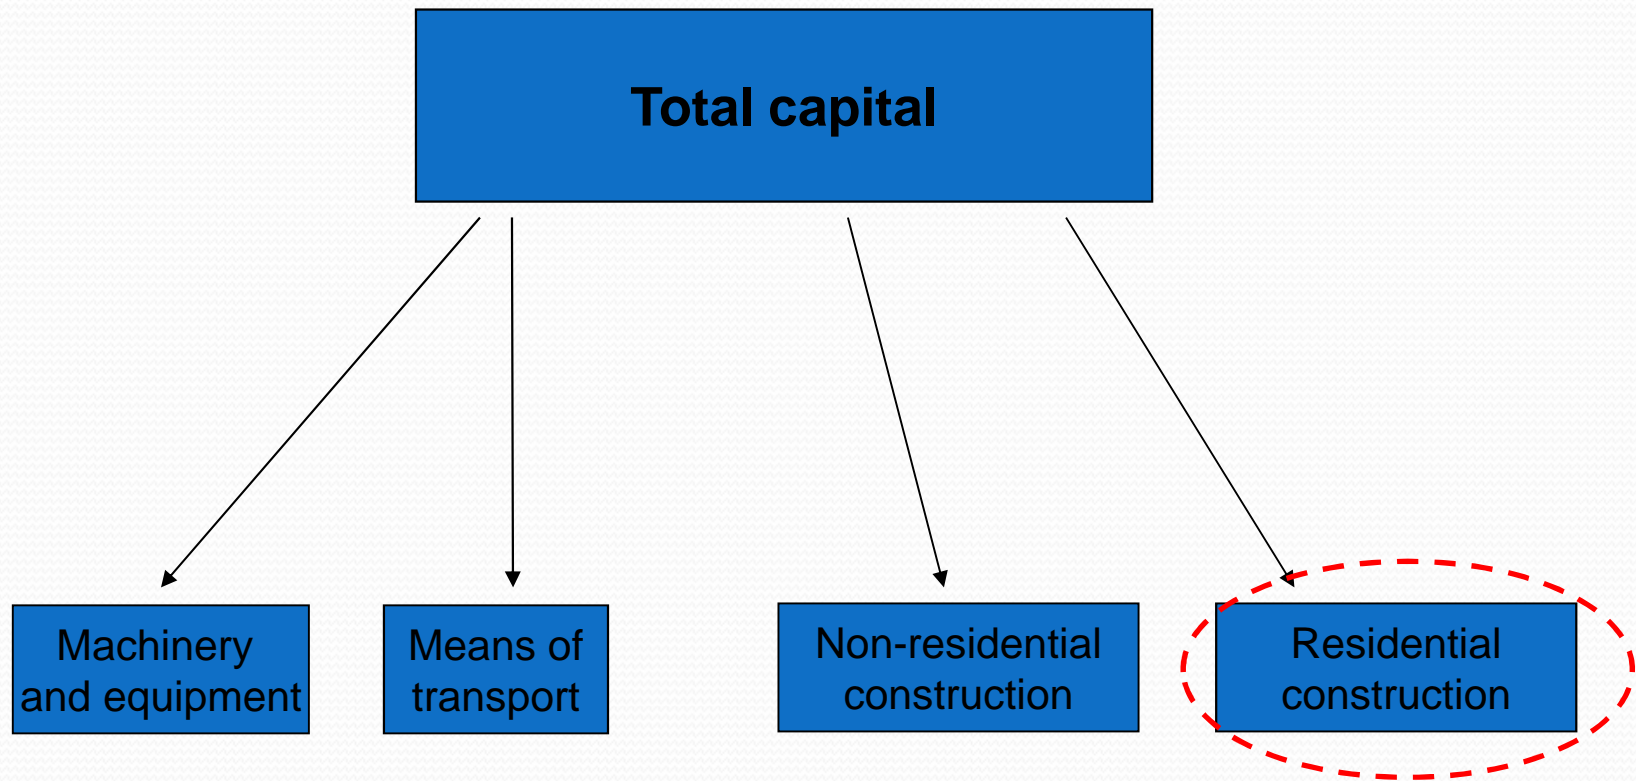 Total capital
Machinery
and equipment
Means of
transport
Non-residential
construction
Residential
construction